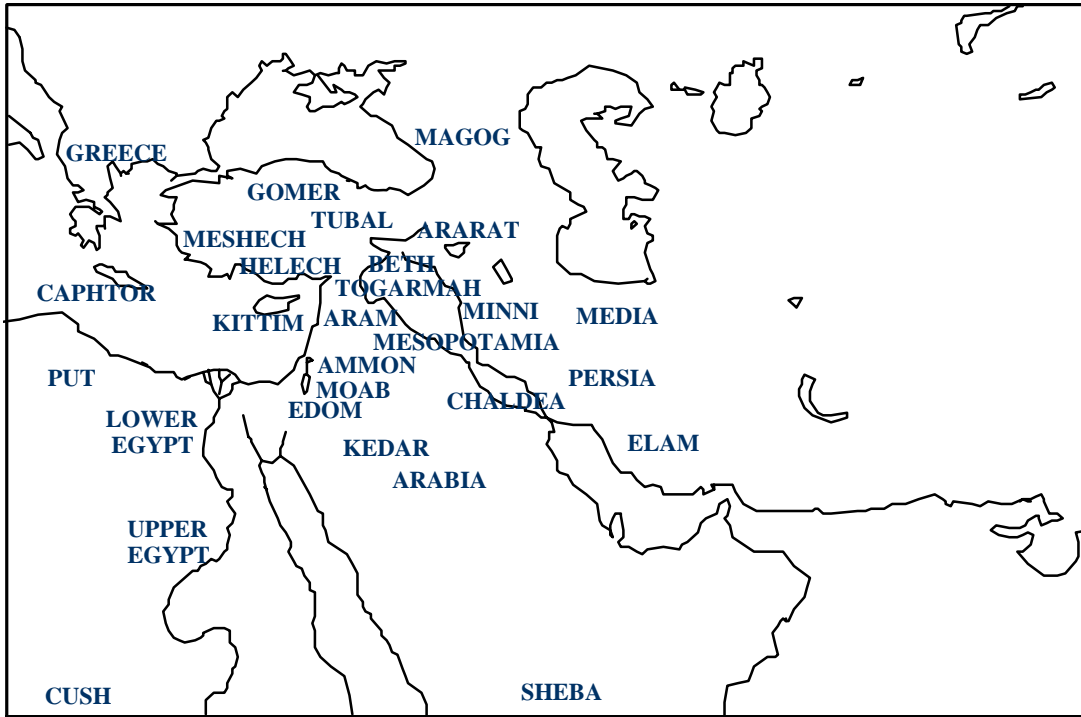 MAGOG
GREECE
GOMER
TUBAL
ARARAT
MESHECH
HELECH
BETH
TOGARMAH
CAPHTOR
KITTIM
ARAM
MINNI
MEDIA
MESOPOTAMIA
AMMON
MOAB
PUT
PERSIA
CHALDEA
EDOM
LOWER
EGYPT
KEDAR
ELAM
ARABIA
UPPER
EGYPT
CUSH
SHEBA